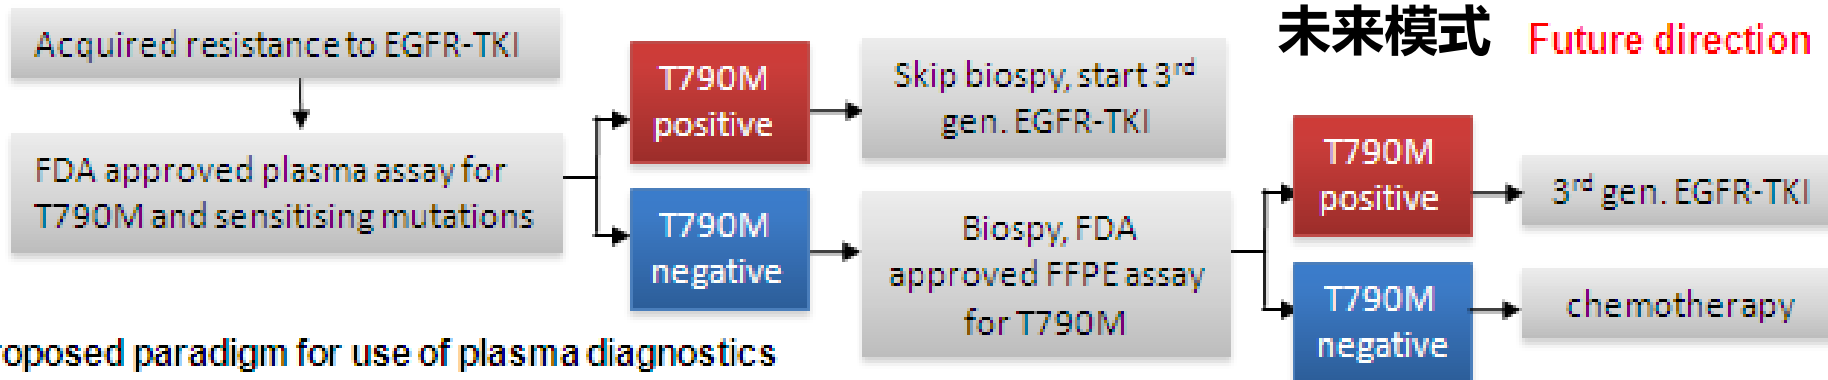 未来模式 Future direction
Acquired resistance to EGFR-TKI
FDA approved plasma assay for
T790M and sensitising mutations
T790M
positive
Skip biospy, start 3rd
gen. EGFR-TKI
T790M
negative
Biospy, FDA
approved FFPE assay
for T790M
T790M
positive
3rd gen. EGFR-TKI
T790M
negative
chemotherapy
roposed paradigm for use of plasma diagnostics